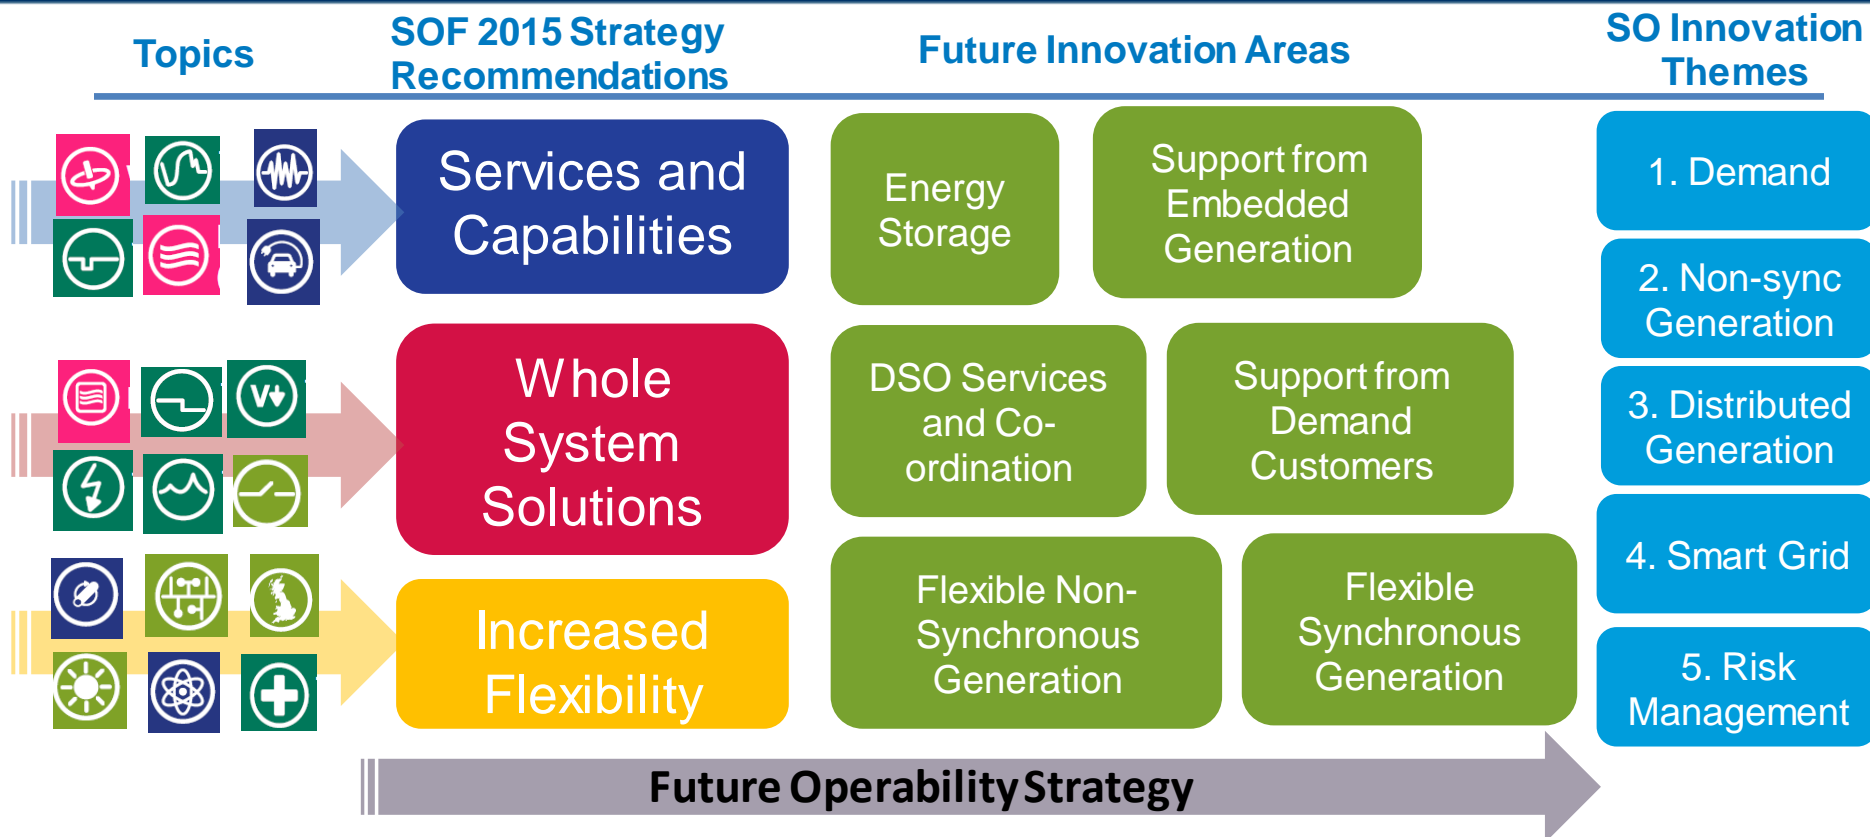 Topics
SOF 2015 Strategy
Recommendations
Future Innovation Areas
SO Innovation
Themes
Services and
Capabilities
Energy
Storage
Support from
Embedded
Generation
1. Demand
2. Non-sync
Generation
Whole
System
Solutions
DSO Services
and Co-
ordination
Support from
Demand
Customers
3. Distributed
Generation
V
4. Smart Grid
Increased
Flexibility
Flexible Non-
Synchronous
Generation
Flexible
Synchronous
Generation
5. Risk
Management
Future Operability Strategy